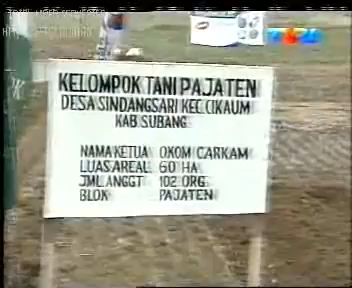 KELOMPOK TANI PAJATEN
DESA SINDANGSARI KEC.CIKAUM
KAB SUBANG
NAMA KETUA OKOM CARKAM
LUAS AREAL 60 HA
JML ANGGT 102 ORG
BLOK PAJATEN